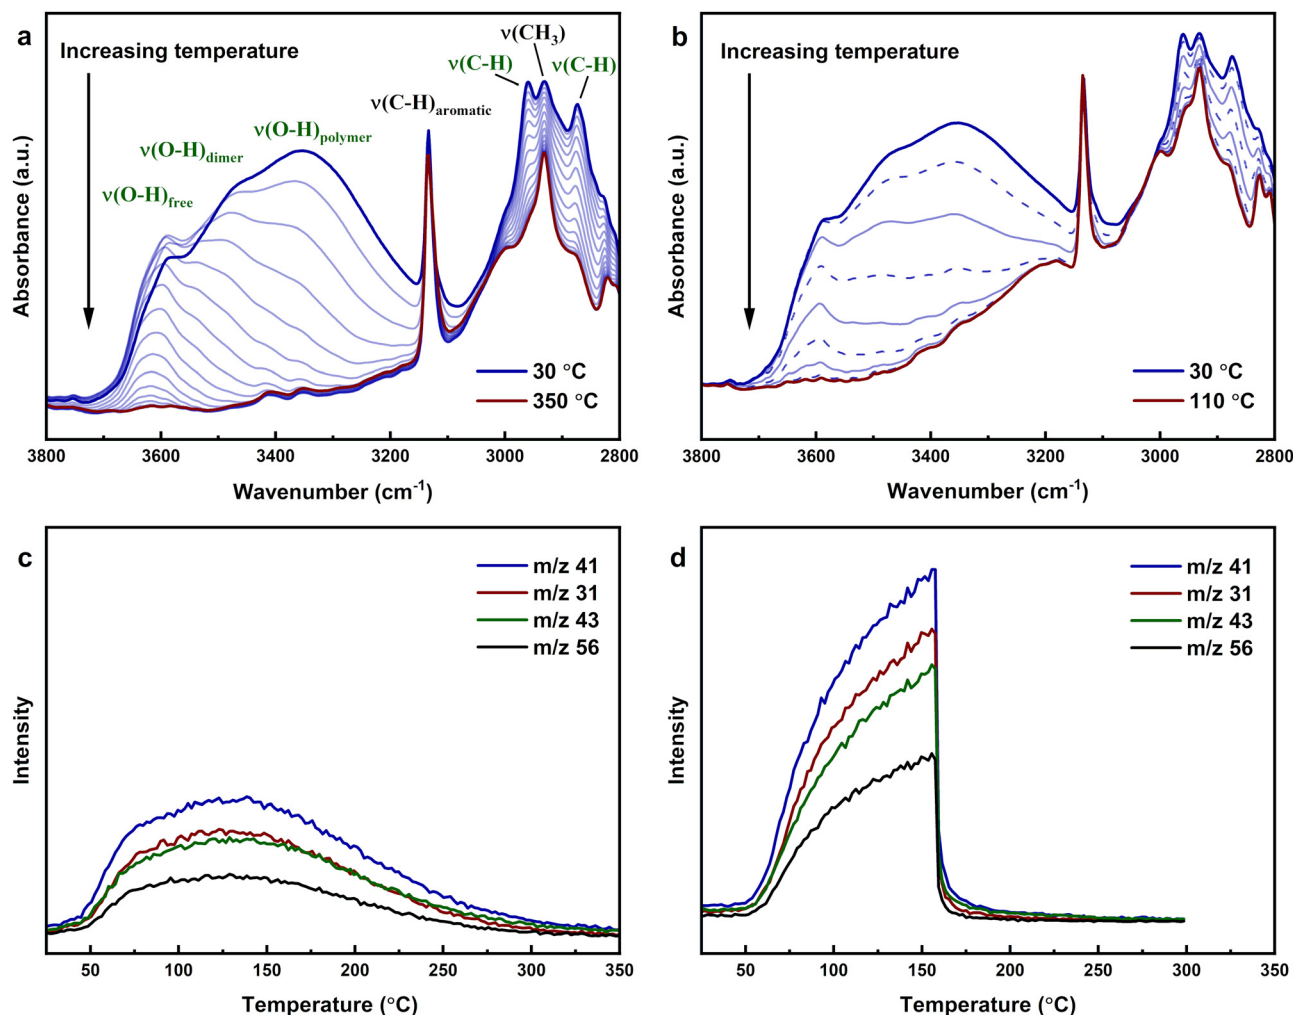 a
Increasing temperature
ν(CH3)
ν(C-H)
ν(C-H)
ν(C-H)aromatic
ν(O-H)polymer
ν(O-H)dimer
ν(O-H)free
30 °C
350 °C
Absorbance (a.u.)
3800 3600 3400 3200 3000 2800
Wavenumber (cm-1)
b
Increasing temperature
30 °C
110 °C
Absorbance (a.u.)
3800 3600 3400 3200 3000 2800
Wavenumber (cm-1)
c
m/z 41
m/z 31
m/z 43
m/z 56
Intensity
50 100 150 200 250 300 350
Temperature (°C)
d
m/z 41
m/z 31
m/z 43
m/z 56
Intensity
50 100 150 200 250 300 350
Temperature (°C)